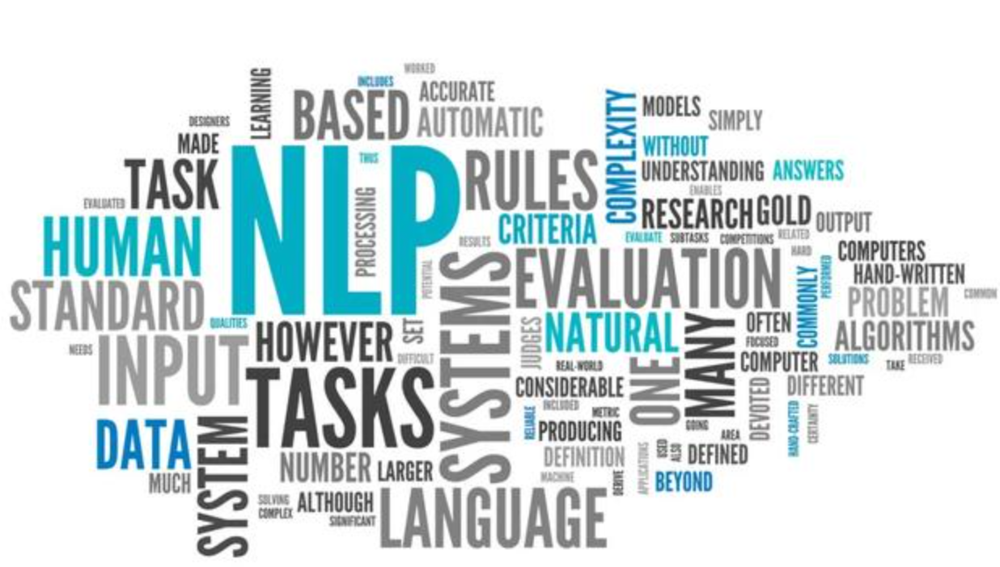 WORKED
INCLUDES
LEARNING
BASED
ACCURATE
AUTOMATIC
DESIGNERS
MADE
TASK
EVALUATED
NLP
THUS
PROCESSING
POTENTIAL
RULES
CRITERIA
RESULTS
COMPLEXITY
MODELS
SIMPLY
WITHOUT
UNDERSTANDING
ANSWERS
ENABLES
RESEARCH
GOLD
OUTPUT
EVALUATE
SUBTASKS
COMPETITIONS
RELATED
HARD
COMPUTERS
HAND-WRITTEN
PERFORMED
COMMONLY
PROBLEM
COMMON
ALGORITHMS
HUMAN
STANDARD
QUALITIES
NEEDS
INPUT
HOWEVER
SET
DIFFICULT
TASKS
SYSTEMS
EVALUATION
JUDGES
NATURAL
MANY
OFTEN
FOCUSED
COMPUTER
SOLUTIONS
TAKE
RECEIVED
REAL-WORLD
CONSIDERABLE
INCLUDED
ONE
DIFFERENT
DEVOTED
HAND-CRAFTED
CERTAINTY
RELIABLE
METRIC
PRODUCING
GOING
AREA
DEFINITION
APPLICATIONS
USED
ALSO
DEFINED
BEYOND
MACHINE
DERIVE
DATA
MUCH
SYSTEM
NUMBER
LARGER
SOLVING
COMPLEX
ALTHOUGH
SIGNIFICANT
LANGUAGE